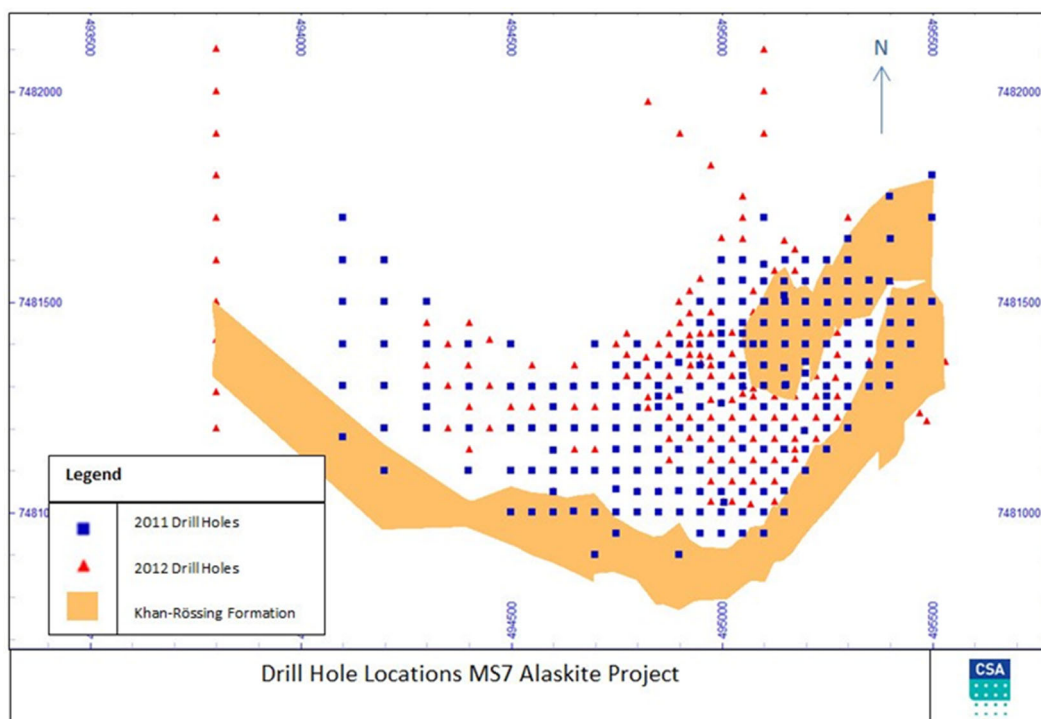 493500 494000 494500 495000 495500
N
7482000 7482000
7481500 7481500
Legend
2011 Drill Holes
2012 Drill Holes
Khan-Rössing Formation
7481000
494500 495000 495500
Drill Hole Locations MS7 Alaskite Project
CSA